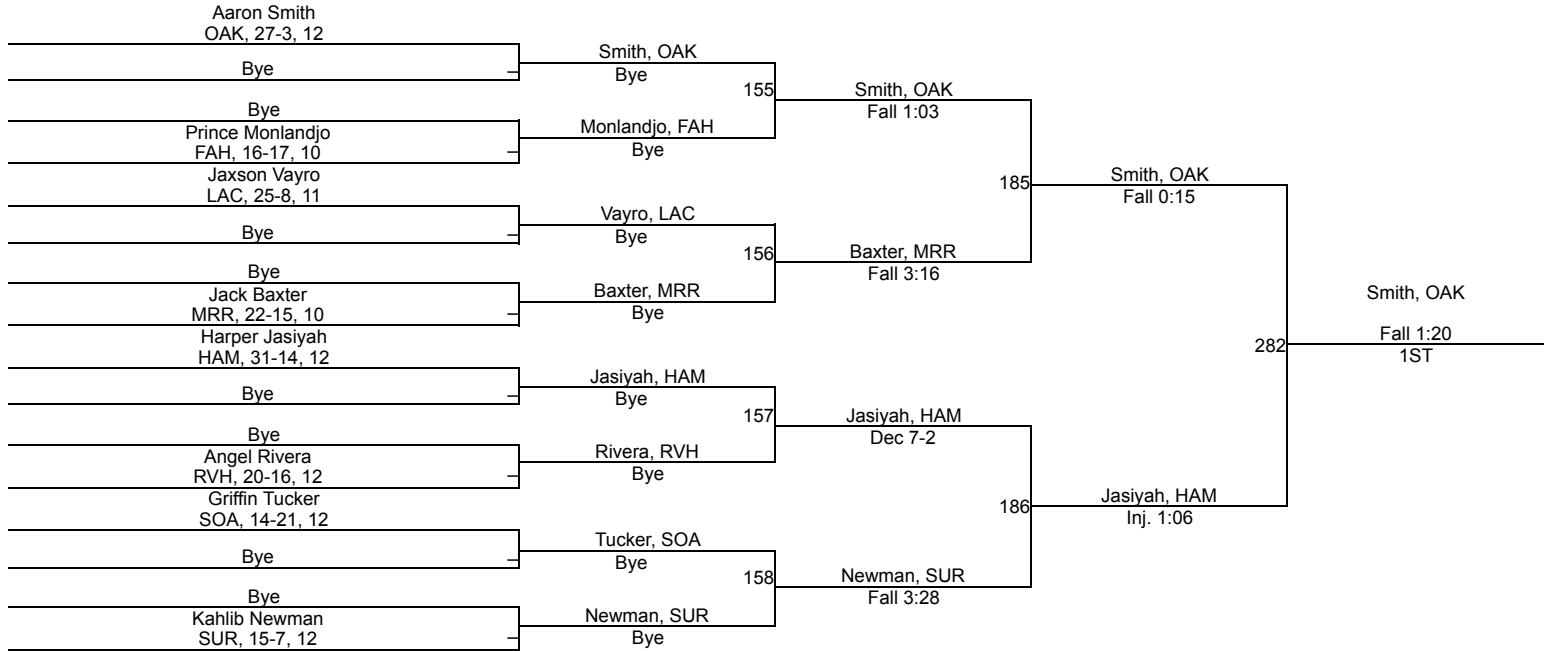 Aaron Smith
OAK, 27-3, 12
Bye
Bye
Prince Monlandjo
FAH, 16-17, 10
Jaxson Vayro
LAC, 25-8, 11
Bye
Bye
Jack Baxter
MRR, 22-15, 10
Harper Jasiyah
HAM, 31-14, 12
Bye
Bye
Angel Rivera
RVH, 20-16, 12
Griffin Tucker
SOA, 14-21, 12
Bye
Bye
Kahlib Newman
SUR, 15-7, 12
Smith, OAK
Bye
Monlandjo, FAH
Bye
Vayro, LAC
Bye
Baxter, MRR
Bye
Jasiyah, HAM
Bye
Rivera, RVH
Bye
Tucker, SOA
Bye
Newman, SUR
Bye
155
156
157
158
Smith, OAK
Fall 1:03
Baxter, MRR
Fall 3:16
Jasiyah, HAM
Dec 7-2
Newman, SUR
Fall 3:28
185
186
Smith, OAK
Fall 0:15
Jasiyah, HAM
Inj. 1:06
282
Smith, OAK
Fall 1:20
1ST